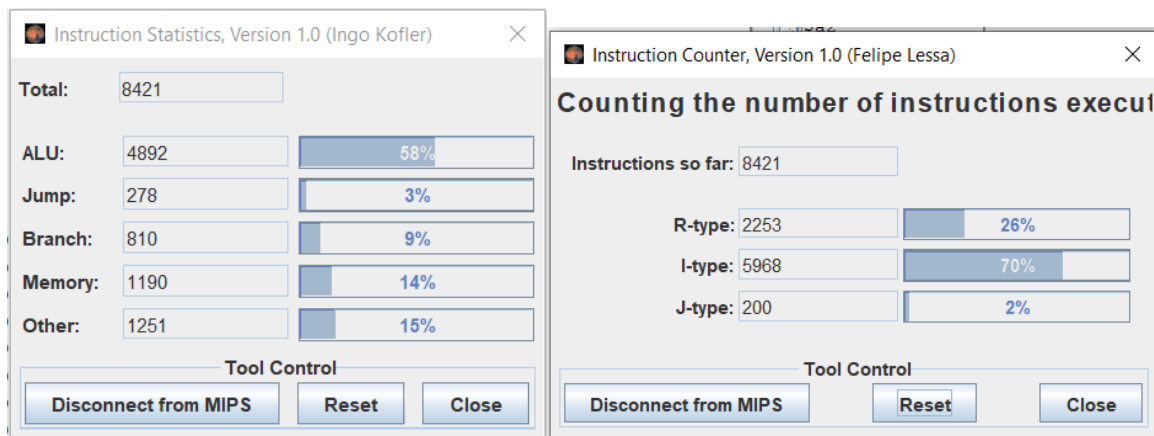 Instruction Statistics, Version 1.0 (Ingo Kofler)
Total: 8421
ALU: 4892 58%
Jump: 278 3%
Branch: 810 9%
Memory: 1190 14%
Other: 1251 15%
Tool Control
Disconnect from MIPS Reset Close
Instruction Counter, Version 1.0 (Felipe Lessa)
Counting the number of instructions execut
Instructions so far: 8421
R-type: 2253 26%
I-type: 5968 70%
J-type: 200 2%
Tool Control
Disconnect from MIPS Reset Close